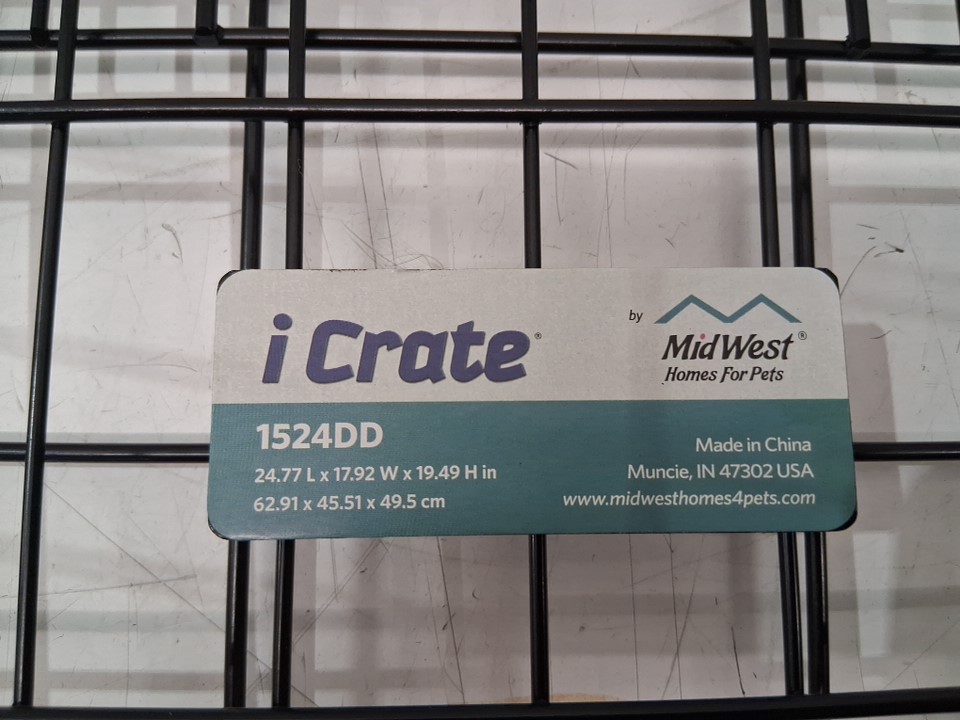 i Crate®
by
MidWest®
Homes For Pets
1524DD
24.77 L x 17.92 W x 19.49 H in
62.91 x 45.51 x 49.5 cm
Made in China
Muncie, IN 47302 USA
www.midwesthomes4pets.com